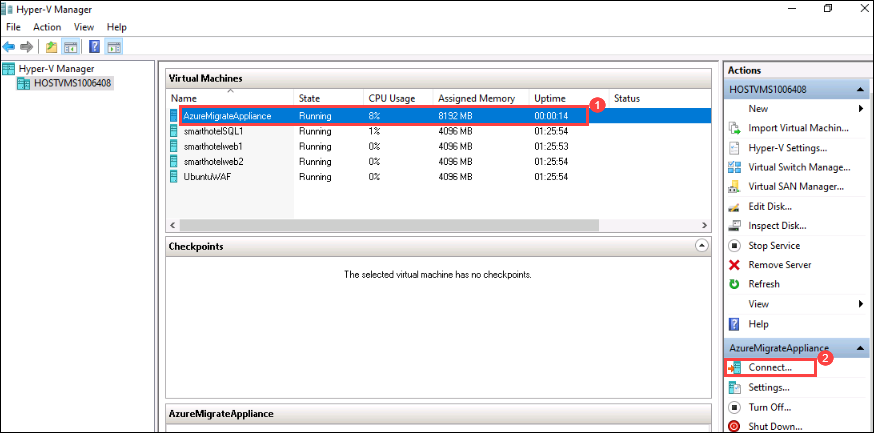 Hyper-V Manager
File Action View Help
Hyper-V Manager
HOSTVMS1006408
Virtual Machines
Name State CPU Usage Assigned Memory Uptime Status
AzureMigrateAppliance Running 8% 8192 MB 00:00:14 1
smarthotelSQL1 Running 1% 4096 MB 01:25:54
smarthotelweb1 Running 0% 4096 MB 01:25:53
smarthotelweb2 Running 0% 4096 MB 01:25:54
UbuntuWAF Running 0% 4096 MB 01:25:54
Checkpoints
The selected virtual machine has no checkpoints.
AzureMigrateAppliance
Actions
HOSTVMS1006408
New
Import Virtual Machin...
Hyper-V Settings...
Virtual Switch Manage...
Virtual SAN Manager...
Edit Disk...
Inspect Disk...
Stop Service
Remove Server
Refresh
View
Help
AzureMigrateAppliance
2
Connect...
Settings...
Turn Off...
Shut Down...